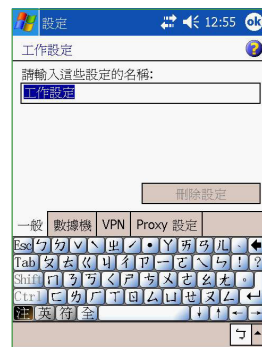 設定 12:55 ok
工作設定 ?
請輸入這些設定的名稱:
工作設定
刪除設定
一般 數據機 VPN Proxy 設定
Esc ㄅ ㄉ ˇ ˋ ㄓ ˊ ˙ ㄚ ㄞ ㄢ ㄦ
Tab ㄆ ㄊ ㄍ ㄐ ㄔ ㄗ ㄧ ㄛ ㄟ ㄣ ! ?
Shift ㄇ ㄋ ㄎ ㄑ ㄕ ㄘ ㄨ ㄜ ㄠ ㄤ
Ctrl ㄈ ㄌ ㄏ ㄒ ㄖ ㄙ ㄩ ㄝ ㄡ ㄥ
注 英 符 全